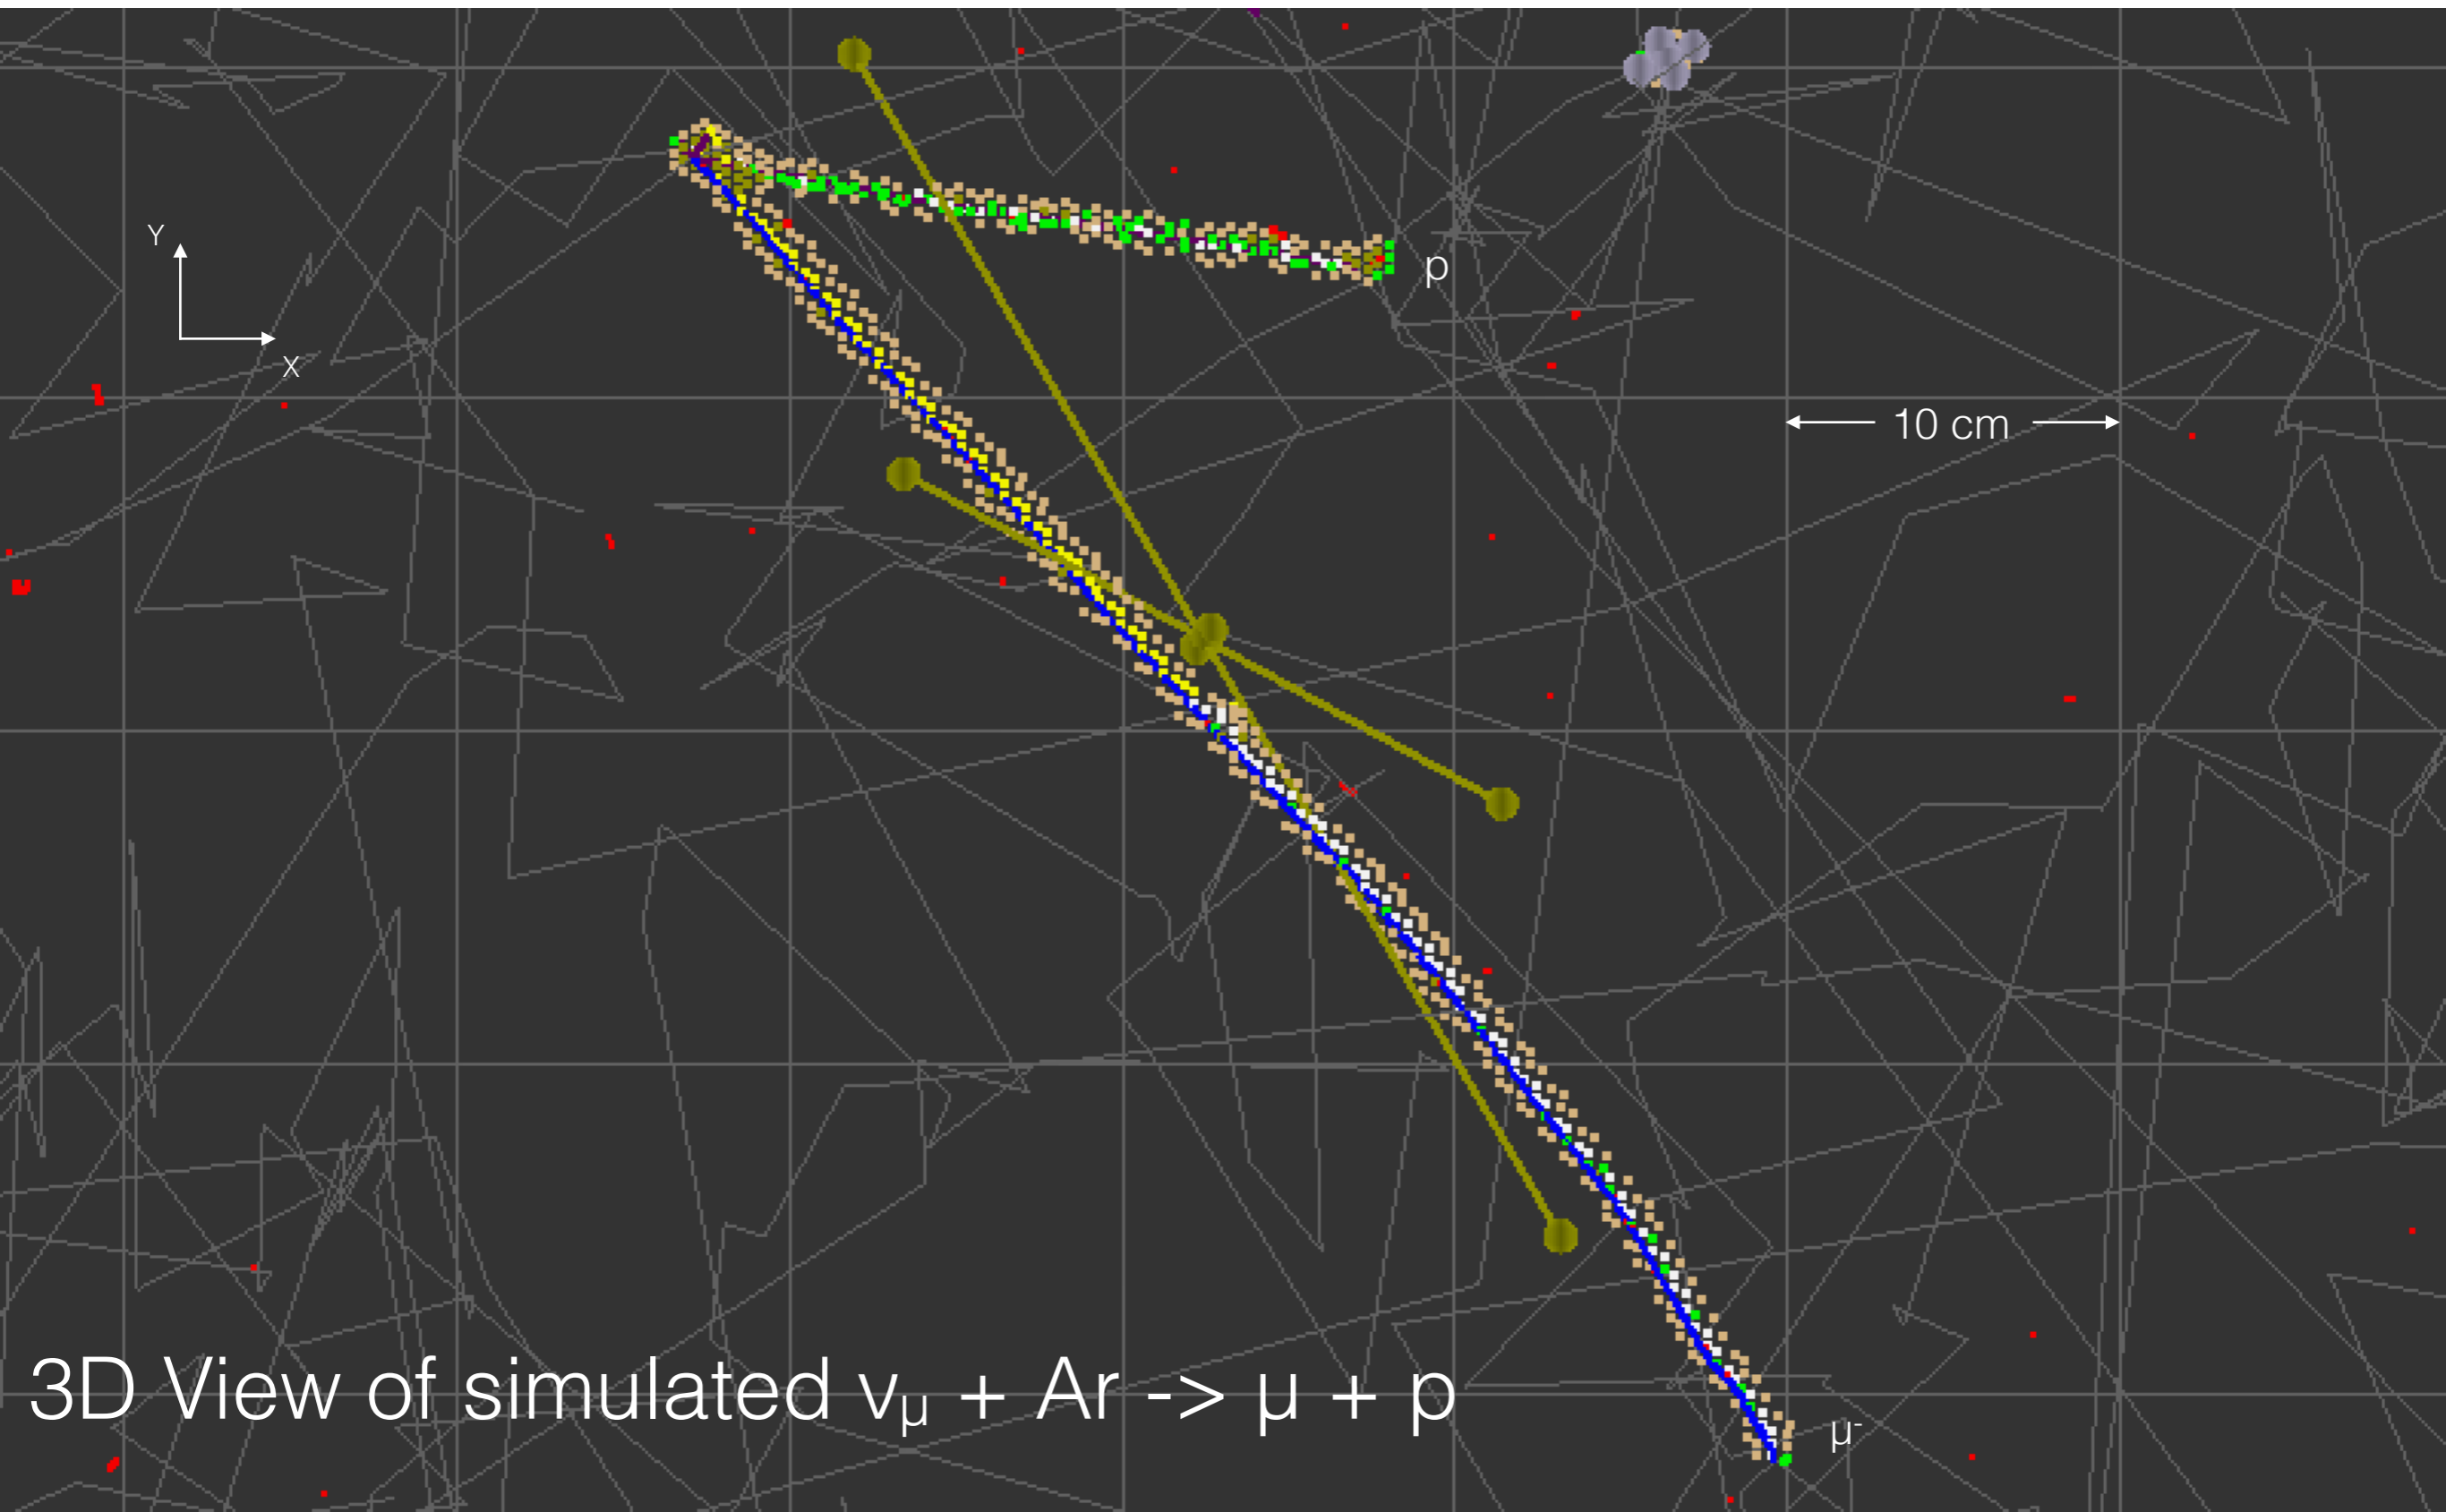 Y
X
p
10 cm
3D View of simulated νμ + Ar -> μ + p
μ-